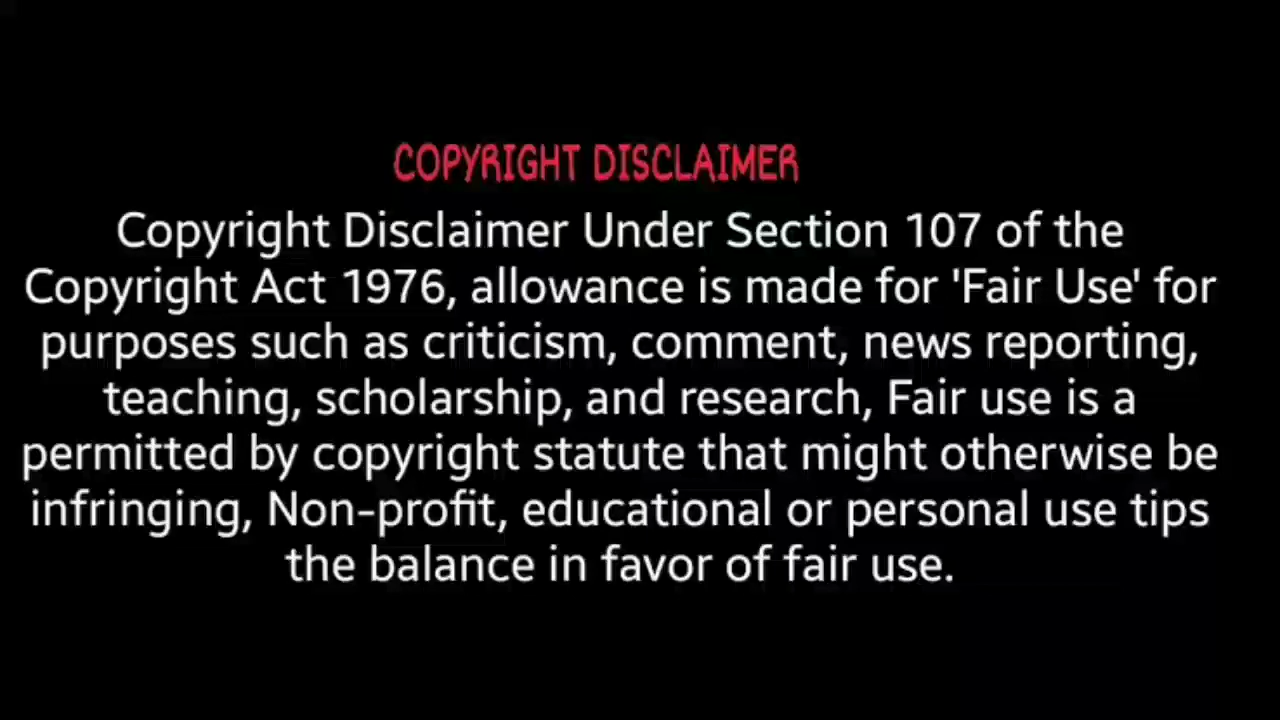 COPYRIGHT DISCLAIMER
Copyright Disclaimer Under Section 107 of the
Copyright Act 1976, allowance is made for 'Fair Use' for
purposes such as criticism, comment, news reporting,
teaching, scholarship, and research, Fair use is a
permitted by copyright statute that might otherwise be
infringing, Non-profit, educational or personal use tips
the balance in favor of fair use.